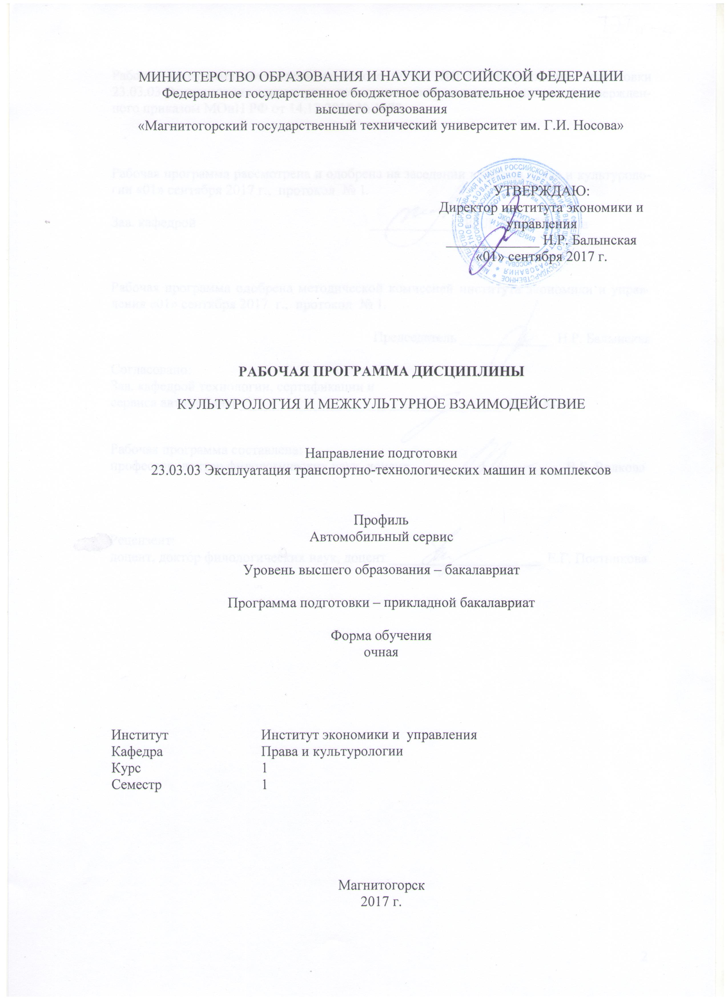 МИНИСТЕРСТВО ОБРАЗОВАНИЯ И НАУКИ РОССИЙСКОЙ ФЕДЕРАЦИИ
Федеральное государственное бюджетное образовательное учреждение
высшего образования
«Магнитогорский государственный технический университет им. Г.И. Носова»
УТВЕРЖДАЮ:
Директор института экономики и
управления
Н.Р. Балынская
«01» сентября 2017 г.
ИНСТИТУТ
ЭКОНОМИКИ
И УПРАВЛЕНИЯ
РАБОЧАЯ ПРОГРАММА ДИСЦИПЛИНЫ
КУЛЬТУРОЛОГИЯ И МЕЖКУЛЬТУРНОЕ ВЗАИМОДЕЙСТВИЕ
Направление подготовки
23.03.03 Эксплуатация транспортно-технологических машин и комплексов
Профиль
Автомобильный сервис
Уровень высшего образования – бакалавриат
Программа подготовки – прикладной бакалавриат
Форма обучения
очная
Институт Институт экономики и управления
Кафедра Права и культурологии
Курс 1
Семестр 1
Магнитогорск
2017 г.